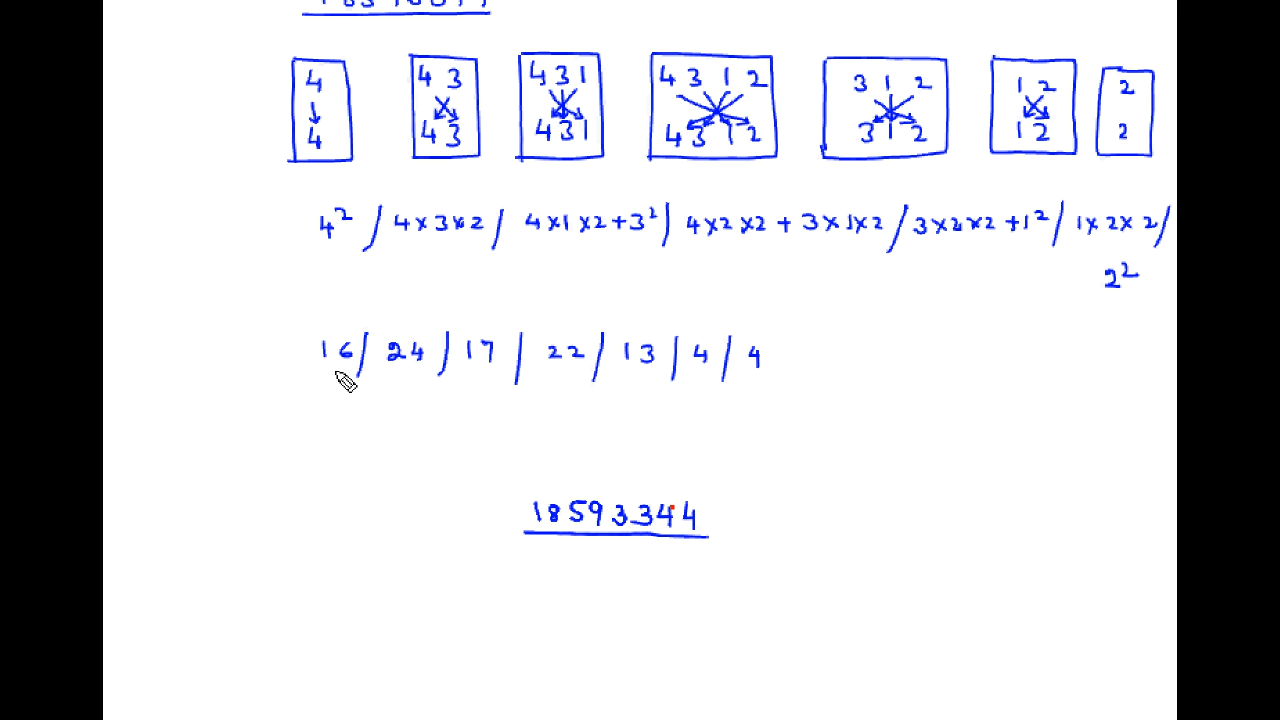 4 4 3 4 3 1 4 3 1 2 3 1 2 1 2 2
4 4 3 4 3 1 4 3 1 2 3 1 2 1 2 2
4² / 4 × 3 × 2 / 4 × 1 × 2 + 3² / 4 × 2 × 2 + 3 × 1 × 2 / 3 × 2 × 2 + 1² / 1 × 2 × 2 /
2²
16 / 24 / 17 / 22 / 13 / 4 / 4
18593344